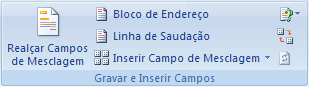 Realçar Campos
de Mesclagem
Bloco de Endereço
Linha de Saudação
Inserir Campo de Mesclagem
Gravar e Inserir Campos